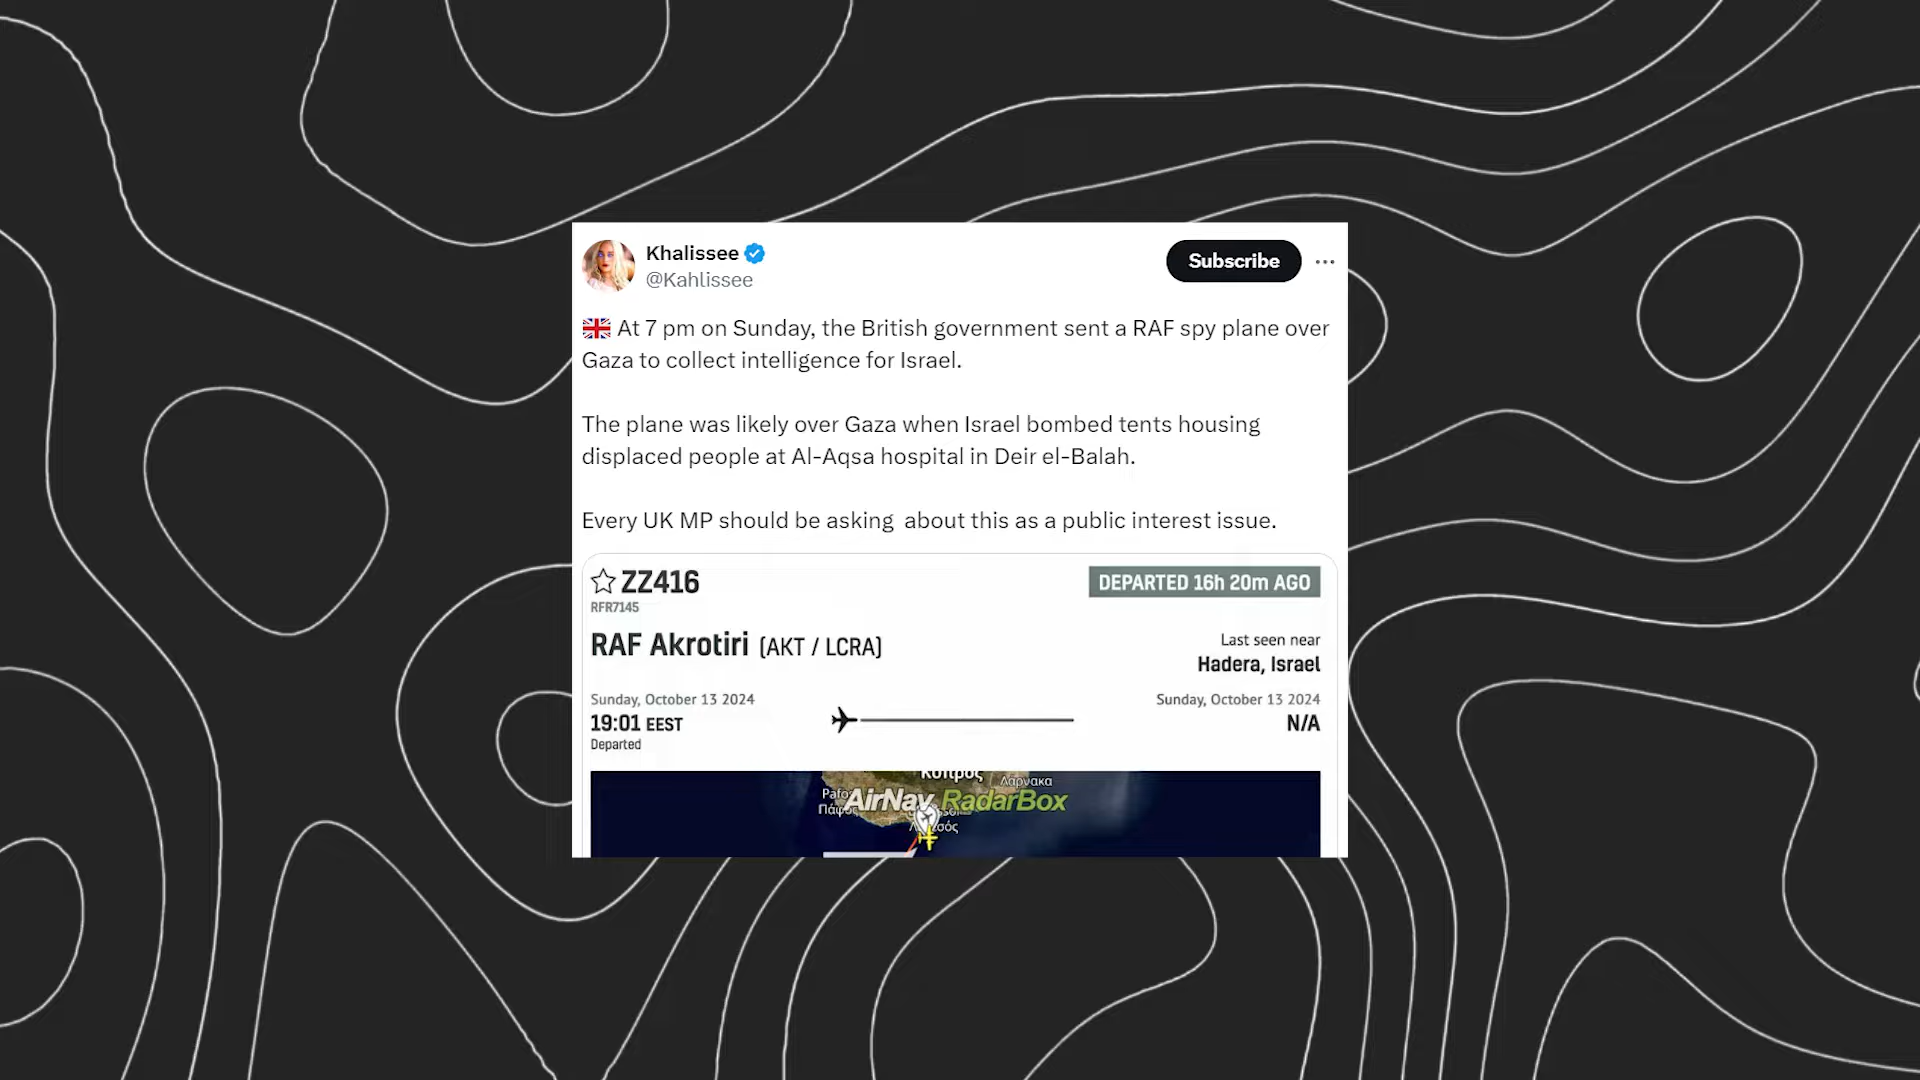 Khalissee
@Kahlissee
Subscribe
At 7 pm on Sunday, the British government sent a RAF spy plane over
Gaza to collect intelligence for Israel.
The plane was likely over Gaza when Israel bombed tents housing
displaced people at Al-Aqsa hospital in Deir el-Balah.
Every UK MP should be asking about this as a public interest issue.
ZZ416
DEPARTED 16h 20m AGO
RFR7145
RAF Akrotiri (AKT / LCRA)
Last seen near
Hadera, Israel
Sunday, October 13 2024
Sunday, October 13 2024
19:01 EEST
N/A
Departed
Κύπρος
Λάρνακα
AirNav RadarBox